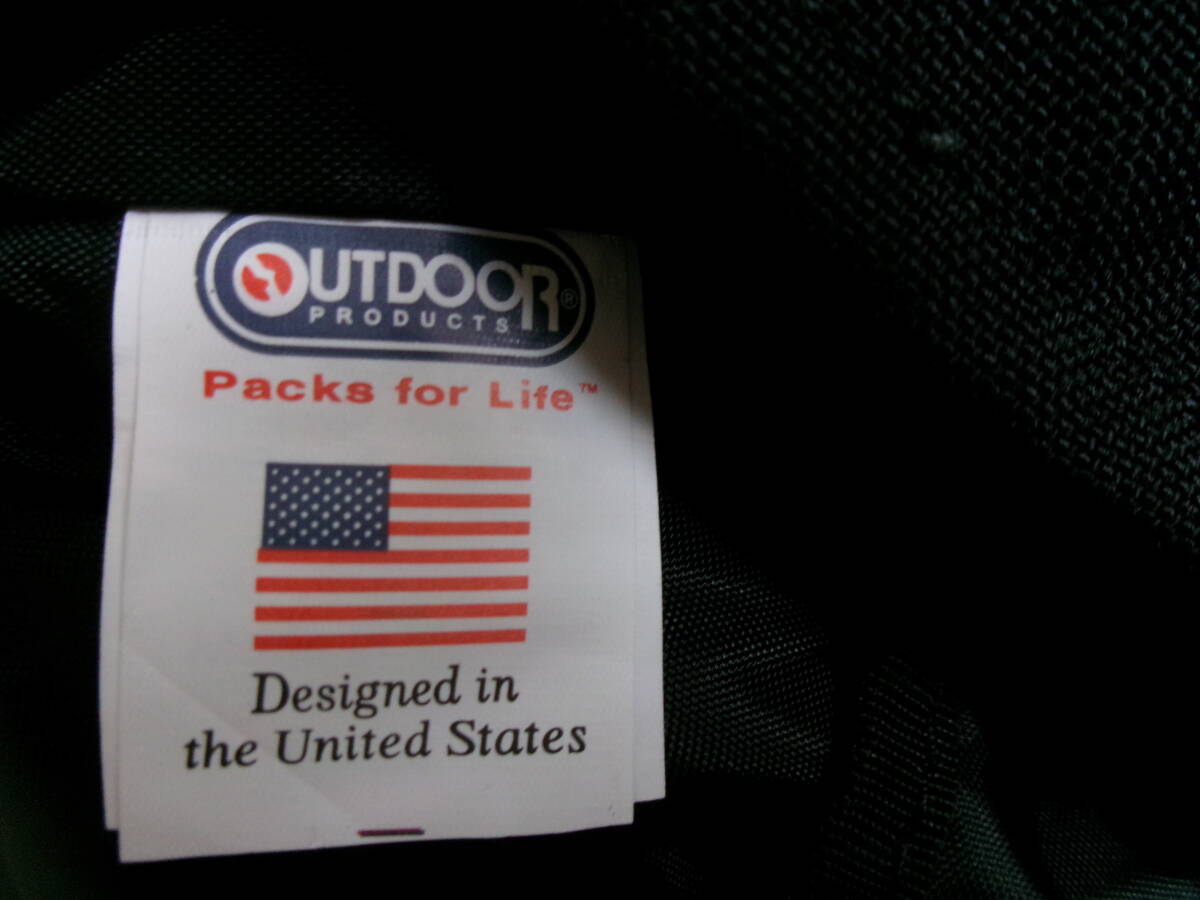 OUTDOOR®
PRODUCTS
Packs for Life™
Designed in
the United States